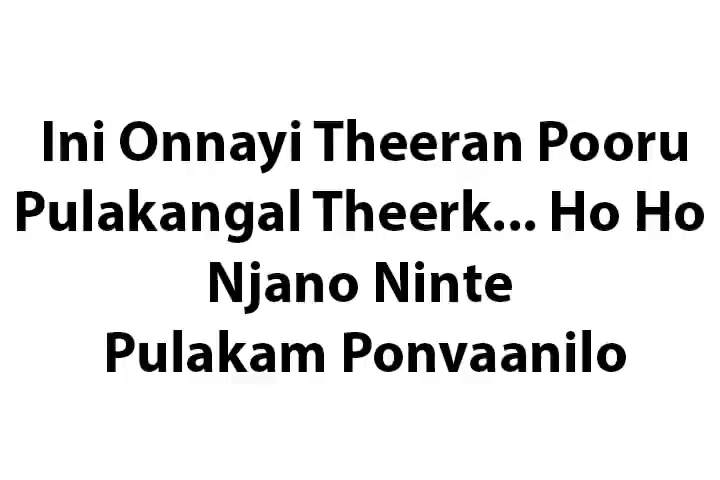 Ini Onnayi Theeran Pooru
Pulakangal Theerk... Ho Ho
Njano Ninte
Pulakam Ponvaanilo